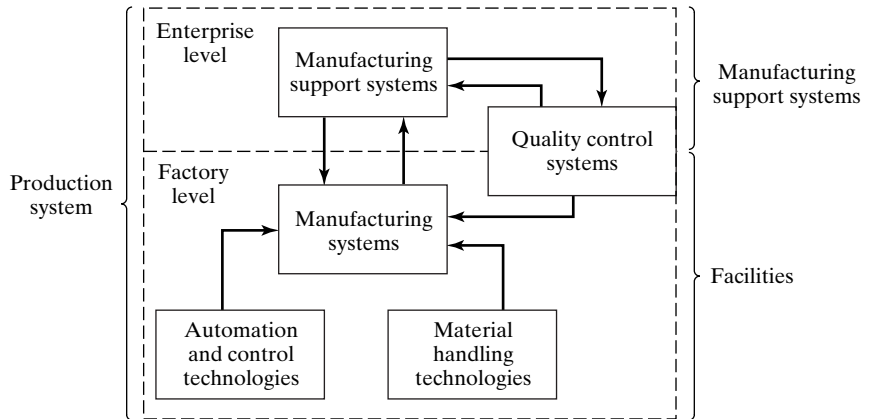 Enterprise
level
Manufacturing
support systems
Manufacturing
support systems
Quality control
systems
Production
system
Factory
level
Manufacturing
systems
Facilities
Automation
and control
technologies
Material
handling
technologies